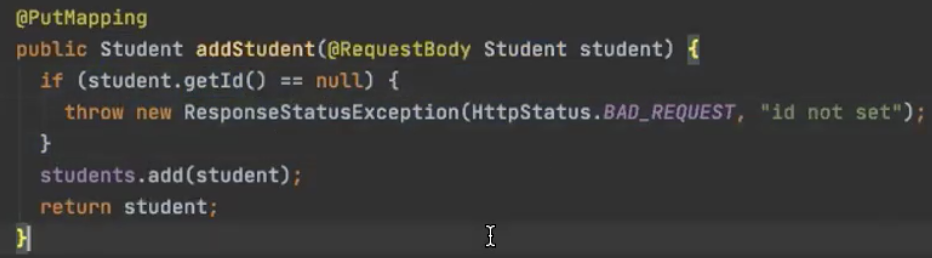 @PutMapping
public Student addStudent(@RequestBody Student student) {
  if (student.getId() == null) {
    throw new ResponseStatusException(HttpStatus.BAD_REQUEST, "id not set");
  }
  students.add(student);
  return student;
}